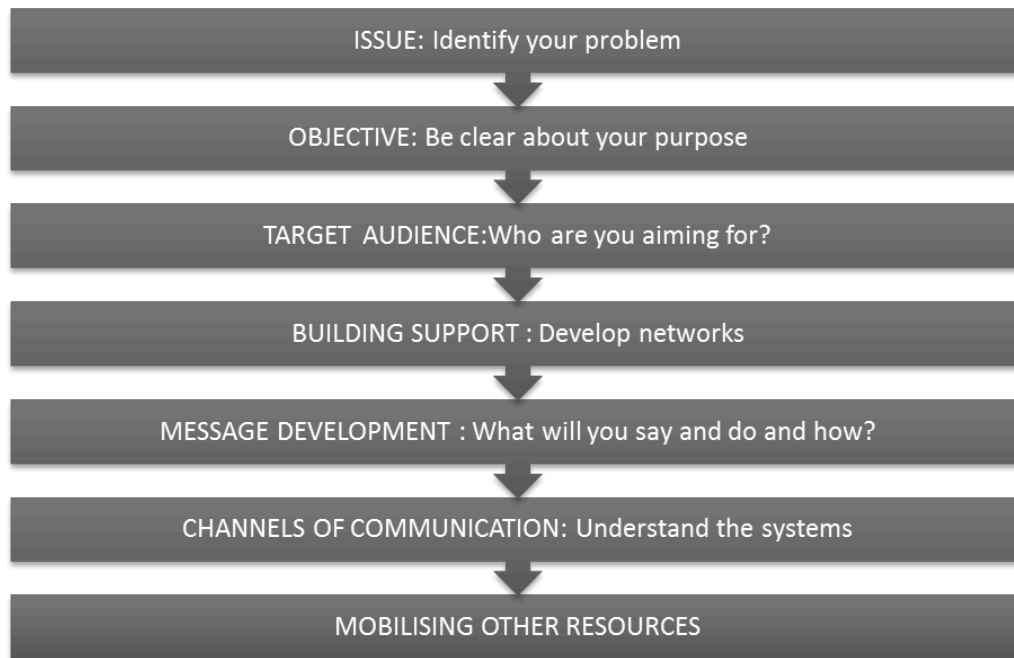 ISSUE: Identify your problem
OBJECTIVE: Be clear about your purpose
TARGET AUDIENCE:Who are you aiming for?
BUILDING SUPPORT : Develop networks
MESSAGE DEVELOPMENT : What will you say and do and how?
CHANNELS OF COMMUNICATION: Understand the systems
MOBILISING OTHER RESOURCES